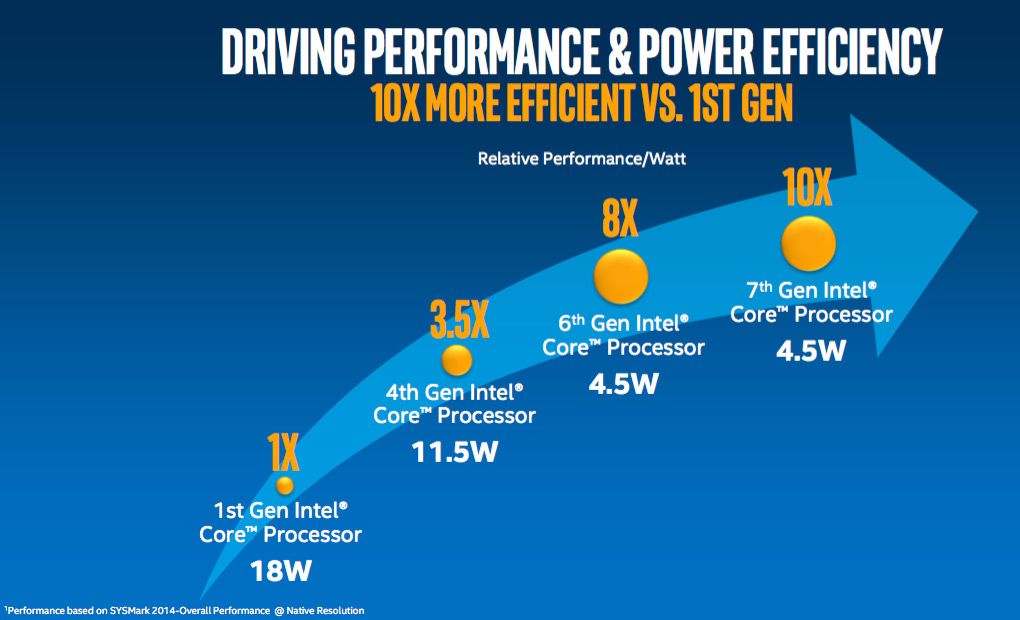 DRIVING PERFORMANCE & POWER EFFICIENCY
10X MORE EFFICIENT VS. 1ST GEN
Relative Performance/Watt
10X
7th Gen Intel®
Core™ Processor
4.5W
8X
6th Gen Intel®
Core™ Processor
4.5W
3.5X
4th Gen Intel®
Core™ Processor
11.5W
1X
1st Gen Intel®
Core™ Processor
18W
¹Performance based on SYSMark 2014-Overall Performance @ Native Resolution